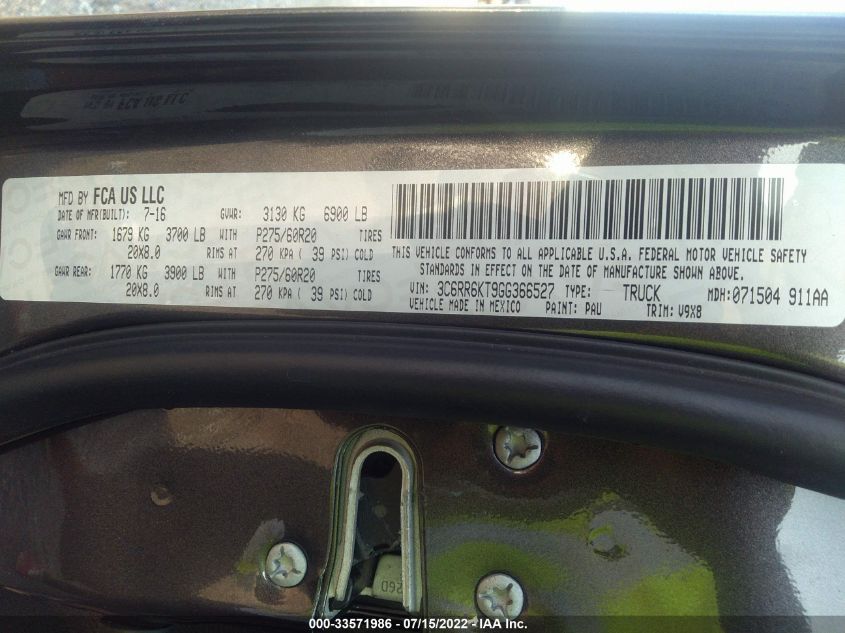 MFD BY FCA US LLC
DATE OF MFR(BUILT): 7-16 GVWR: 3130 KG 6900 LB
GAWR FRONT: 1679 KG 3700 LB WITH P275/60R20 TIRES
20X8.0 RIMS AT 270 KPA ( 39 PSI) COLD
GAWR REAR: 1770 KG 3900 LB WITH P275/60R20 TIRES
20X8.0 RIMS AT 270 KPA ( 39 PSI) COLD
THIS VEHICLE CONFORMS TO ALL APPLICABLE U.S.A. FEDERAL MOTOR VEHICLE SAFETY
STANDARDS IN EFFECT ON THE DATE OF MANUFACTURE SHOWN ABOVE.
VIN: 3C6RR6KT9GG366527 TYPE: TRUCK MDH:071504 911AA
VEHICLE MADE IN MEXICO PAINT: PAU TRIM: V9X8
260
000-33571986 - 07/15/2022 - IAA Inc.